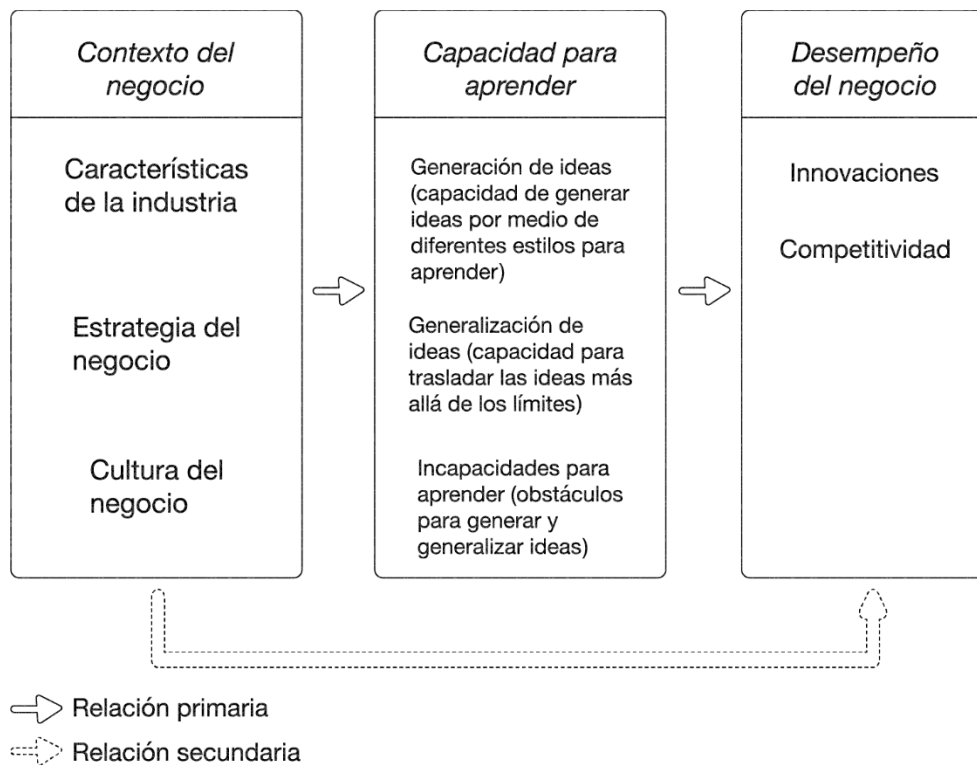 Contexto del
negocio
Características
de la industria
Estrategia del
negocio
Cultura del
negocio
Capacidad para
aprender
Generación de ideas
(capacidad de generar
ideas por medio de
diferentes estilos para
aprender)
Generalización de
ideas (capacidad para
trasladar las ideas más
allá de los límites)
Incapacidades para
aprender (obstáculos
para generar y
generalizar ideas)
Desempeño
del negocio
Innovaciones
Competitividad
Relación primaria
Relación secundaria